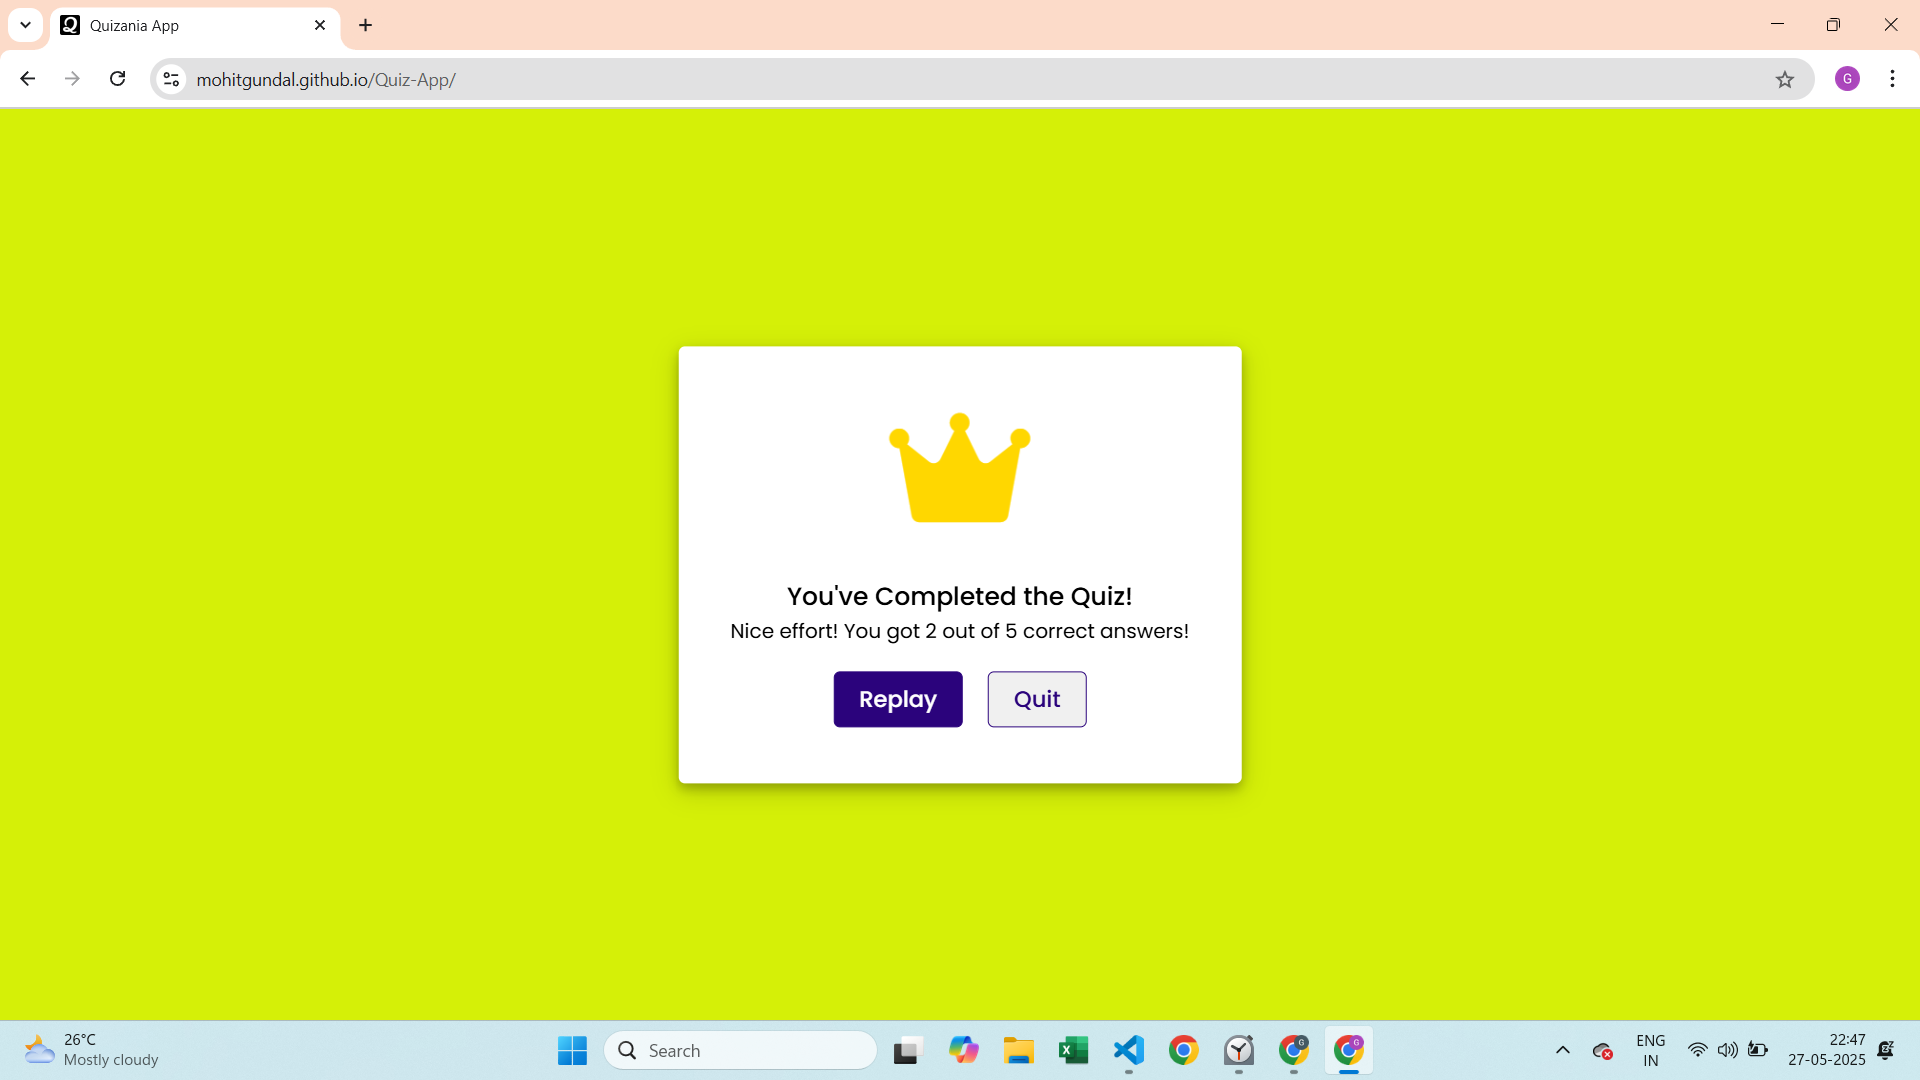 Quizania App
mohitgundal.github.io/Quiz-App/
G
You've Completed the Quiz!
Nice effort! You got 2 out of 5 correct answers!
Replay
Quit
26°C
Mostly cloudy
Search
ENG
IN
22:47
27-05-2025